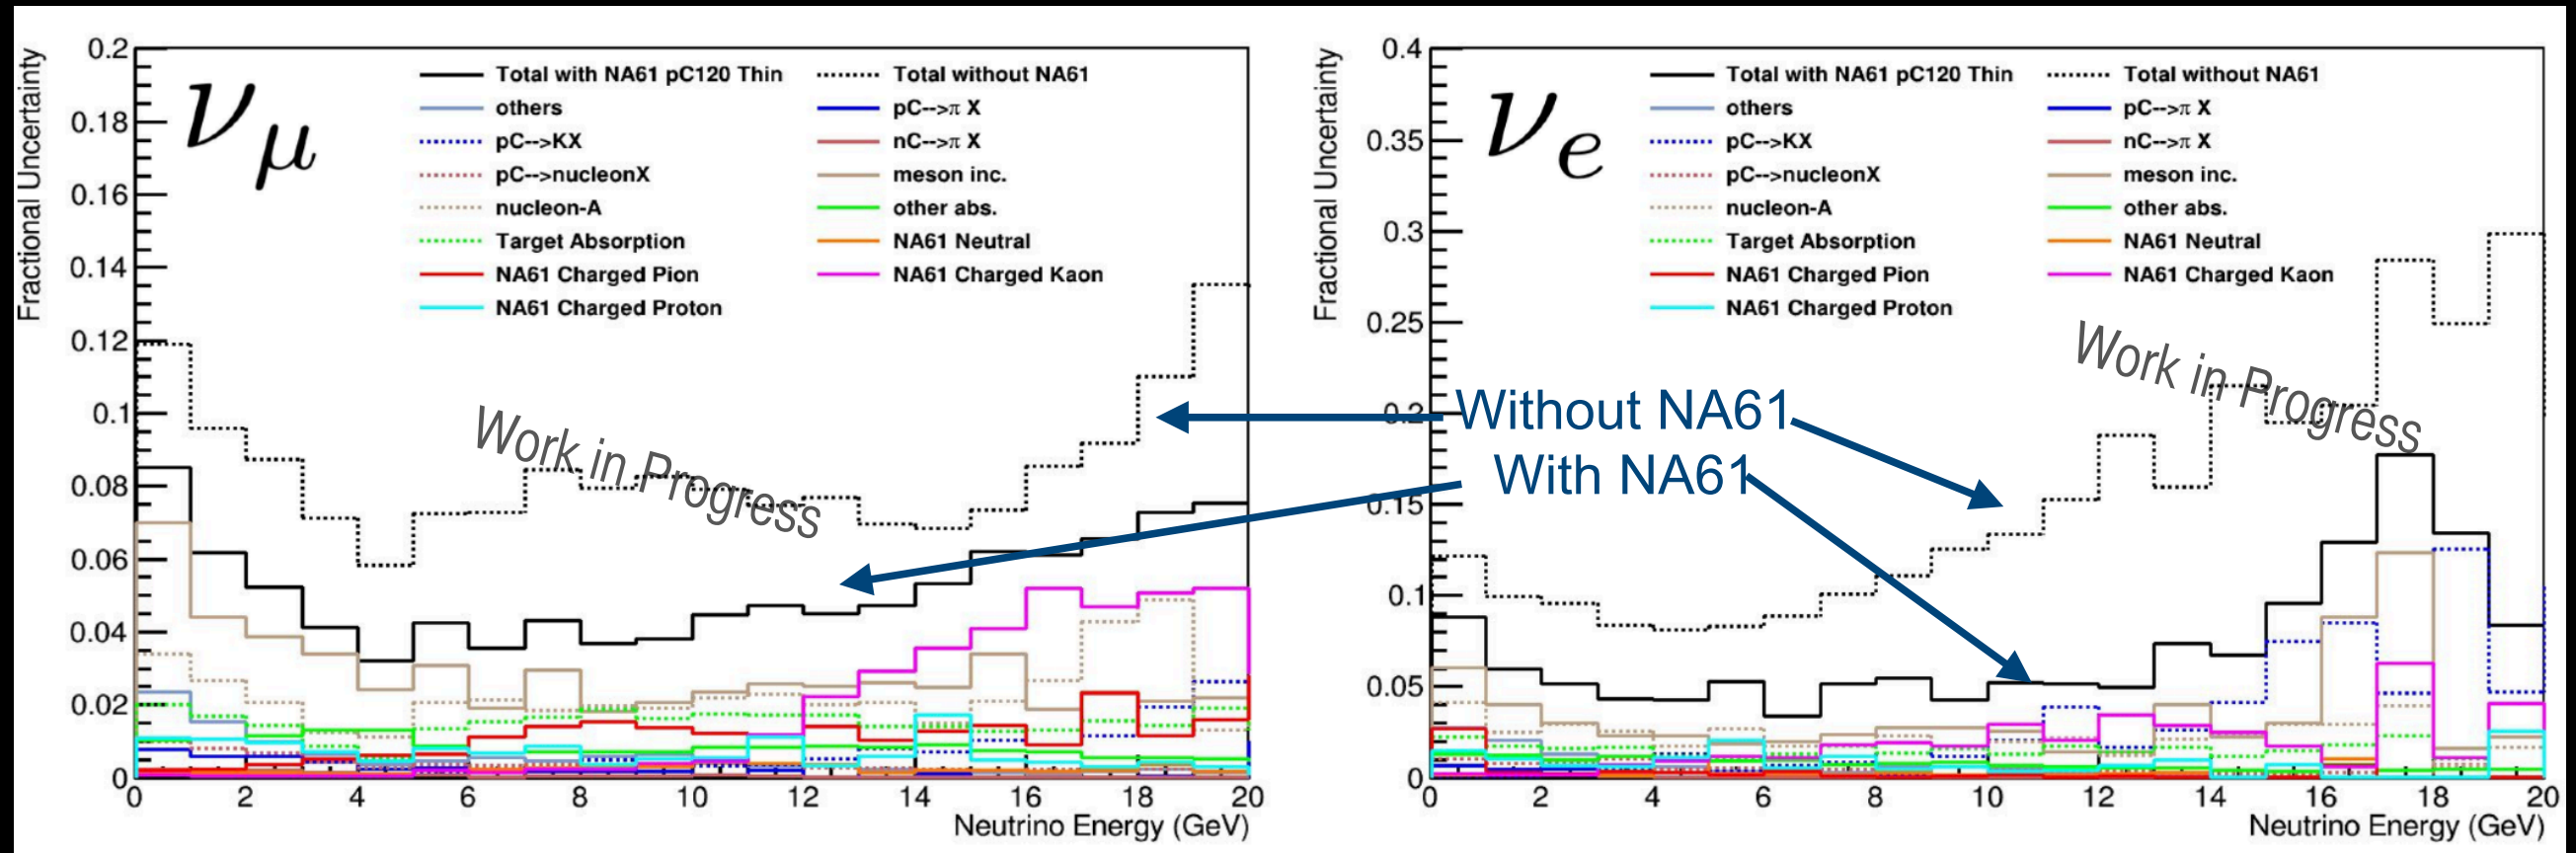 Fractional Uncertainty
0.2
0.18
0.16
0.14
0.12
0.1
0.08
0.06
0.04
0.02
0
νμ
Total with NA61 pC120 Thin
Total without NA61
others
pC-->π X
pC-->KX
nC-->π X
pC-->nucleonX
meson inc.
nucleon-A
other abs.
Target Absorption
NA61 Neutral
NA61 Charged Pion
NA61 Charged Kaon
NA61 Charged Proton
Work in Progress
0 2 4 6 8 10 12 14 16 18 20
Neutrino Energy (GeV)
Without NA61
With NA61
Fractional Uncertainty
0.4
0.35
0.3
0.25
0.2
0.15
0.1
0.05
0
νe
Total with NA61 pC120 Thin
Total without NA61
others
pC-->π X
pC-->KX
nC-->π X
pC-->nucleonX
meson inc.
nucleon-A
other abs.
Target Absorption
NA61 Neutral
NA61 Charged Pion
NA61 Charged Kaon
NA61 Charged Proton
Work in Progress
0 2 4 6 8 10 12 14 16 18 20
Neutrino Energy (GeV)